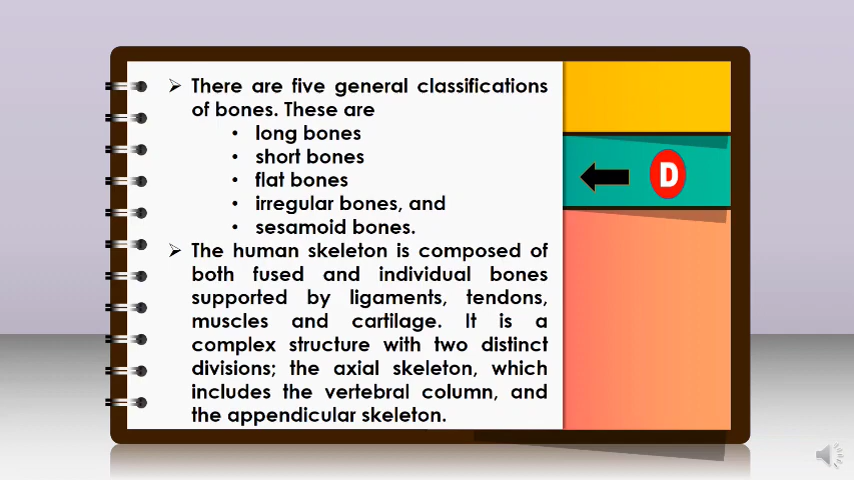 ➢ There are five general classifications
of bones. These are
• long bones
• short bones
• flat bones
• irregular bones, and
• sesamoid bones.
➢ The human skeleton is composed of
both fused and individual bones
supported by ligaments, tendons,
muscles and cartilage. It is a
complex structure with two distinct
divisions; the axial skeleton, which
includes the vertebral column, and
the appendicular skeleton.
D